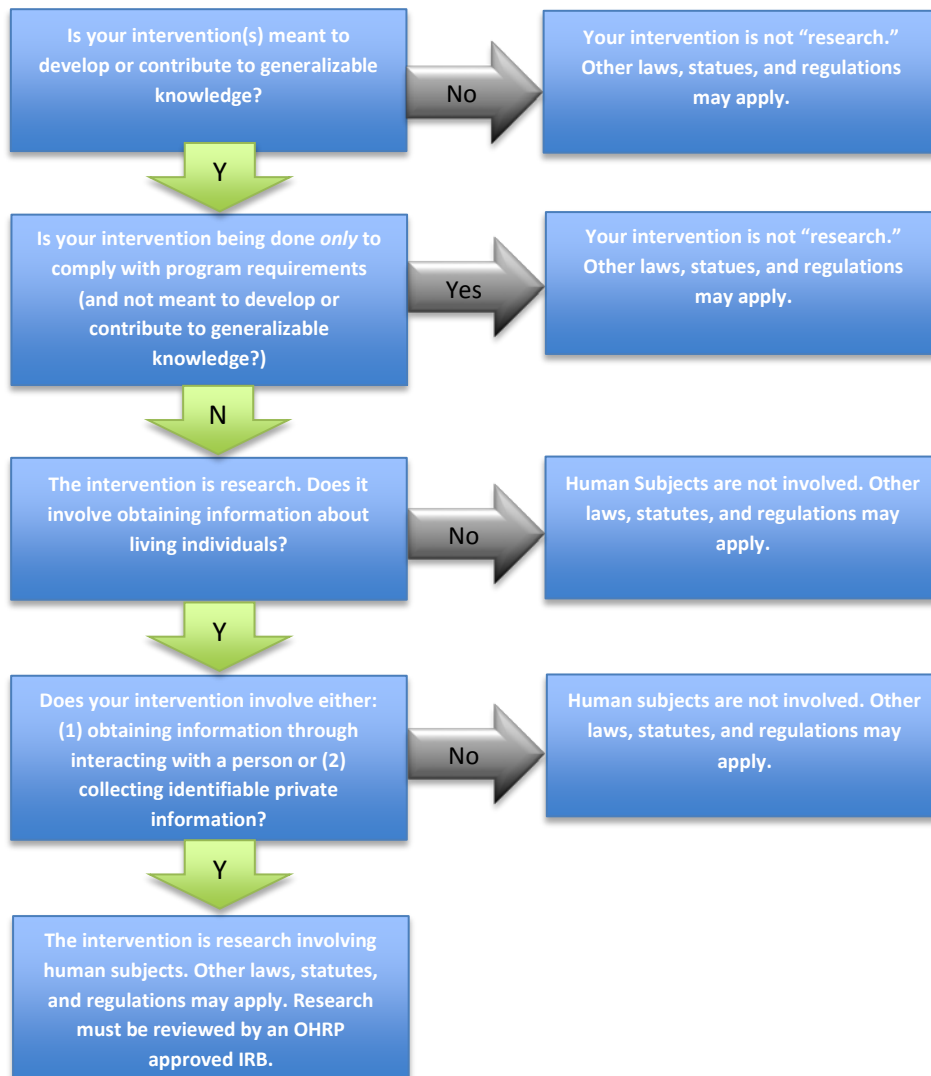 Is your intervention(s) meant to
develop or contribute to generalizable
knowledge?
No
Your intervention is not “research.”
Other laws, statues, and regulations
may apply.
Y
Is your intervention being done only to
comply with program requirements
(and not meant to develop or
contribute to generalizable
knowledge?)
Yes
Your intervention is not “research.”
Other laws, statues, and regulations
may apply.
N
The intervention is research. Does it
involve obtaining information about
living individuals?
No
Human Subjects are not involved. Other
laws, statutes, and regulations may
apply.
Y
Does your intervention involve either:
(1) obtaining information through
interacting with a person or (2)
collecting identifiable private
information?
No
Human subjects are not involved. Other
laws, statutes, and regulations may
apply.
Y
The intervention is research involving
human subjects. Other laws, statutes,
and regulations may apply. Research
must be reviewed by an OHRP
approved IRB.